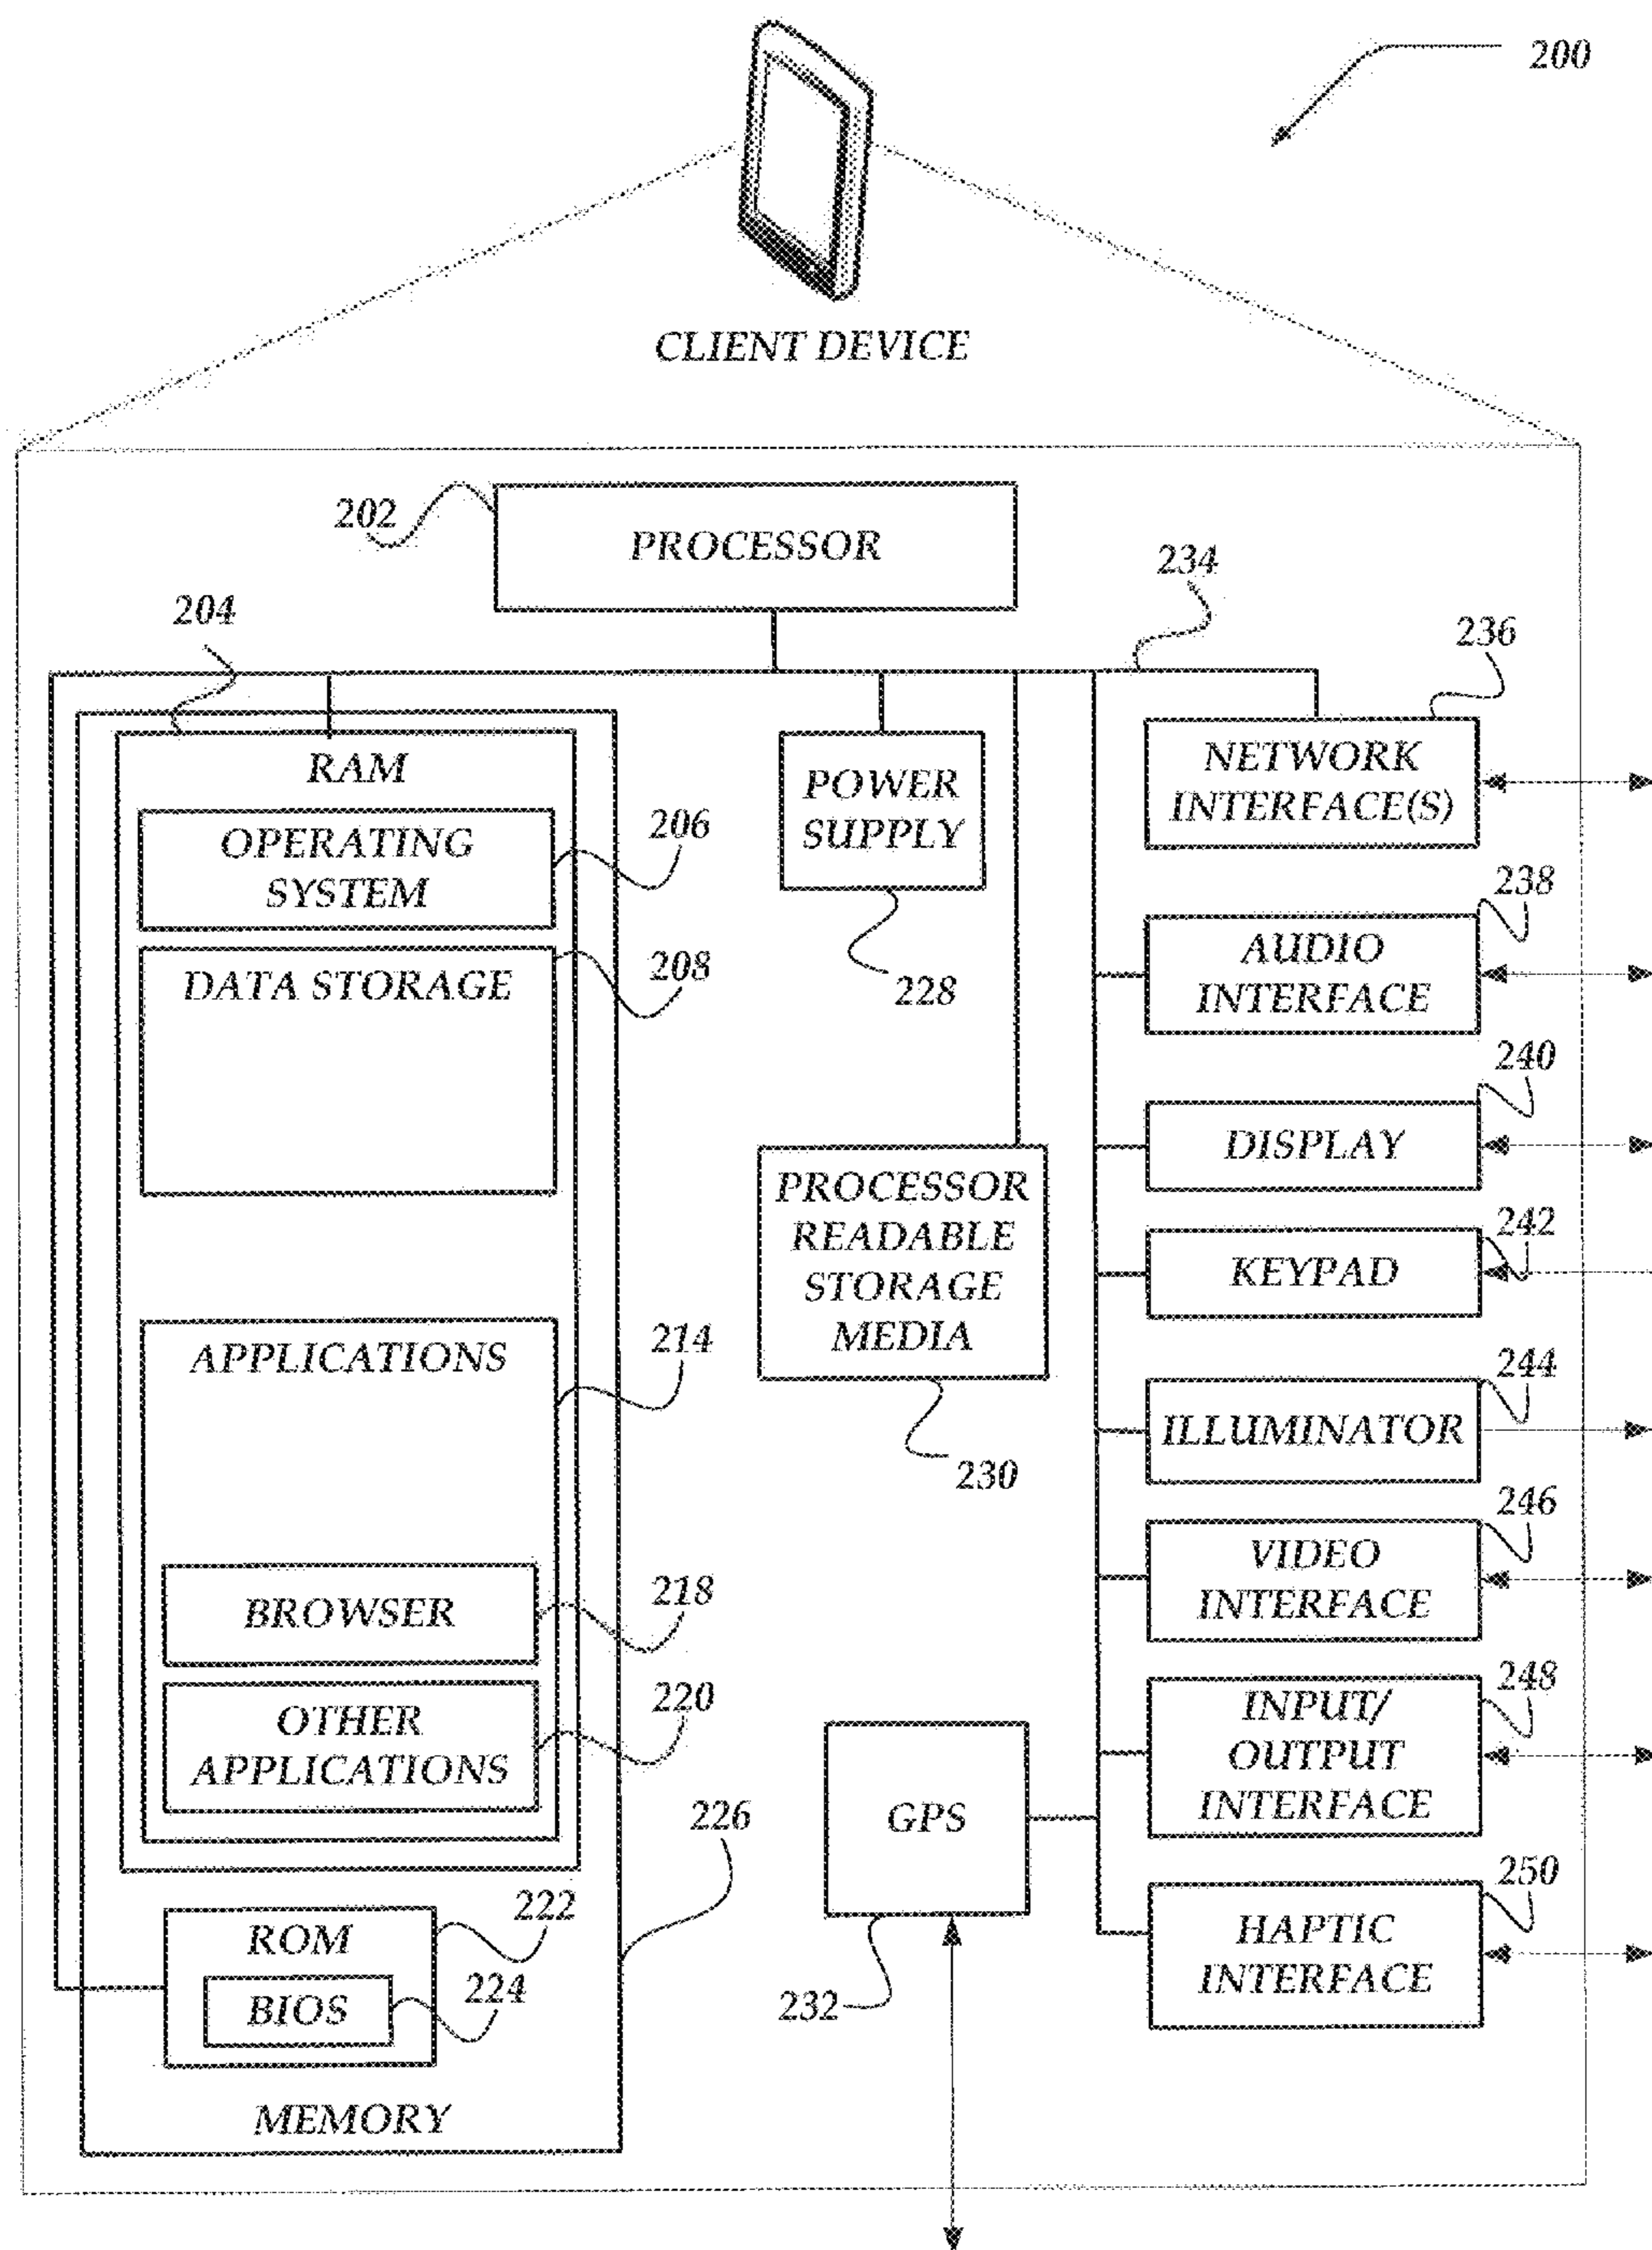 200
CLIENT DEVICE
202
PROCESSOR
234
204
236
RAM
POWER
SUPPLY
NETWORK
INTERFACE(S)
OPERATING
SYSTEM
206
238
AUDIO
INTERFACE
DATA STORAGE
208
228
240
DISPLAY
PROCESSOR
READABLE
STORAGE
MEDIA
242
KEYPAD
APPLICATIONS
214
244
ILLUMINATOR
230
246
VIDEO
INTERFACE
BROWSER
218
248
INPUT/
OUTPUT
INTERFACE
OTHER
APPLICATIONS
220
GPS
226
250
HAPTIC
INTERFACE
ROM
222
BIOS
224
232
MEMORY